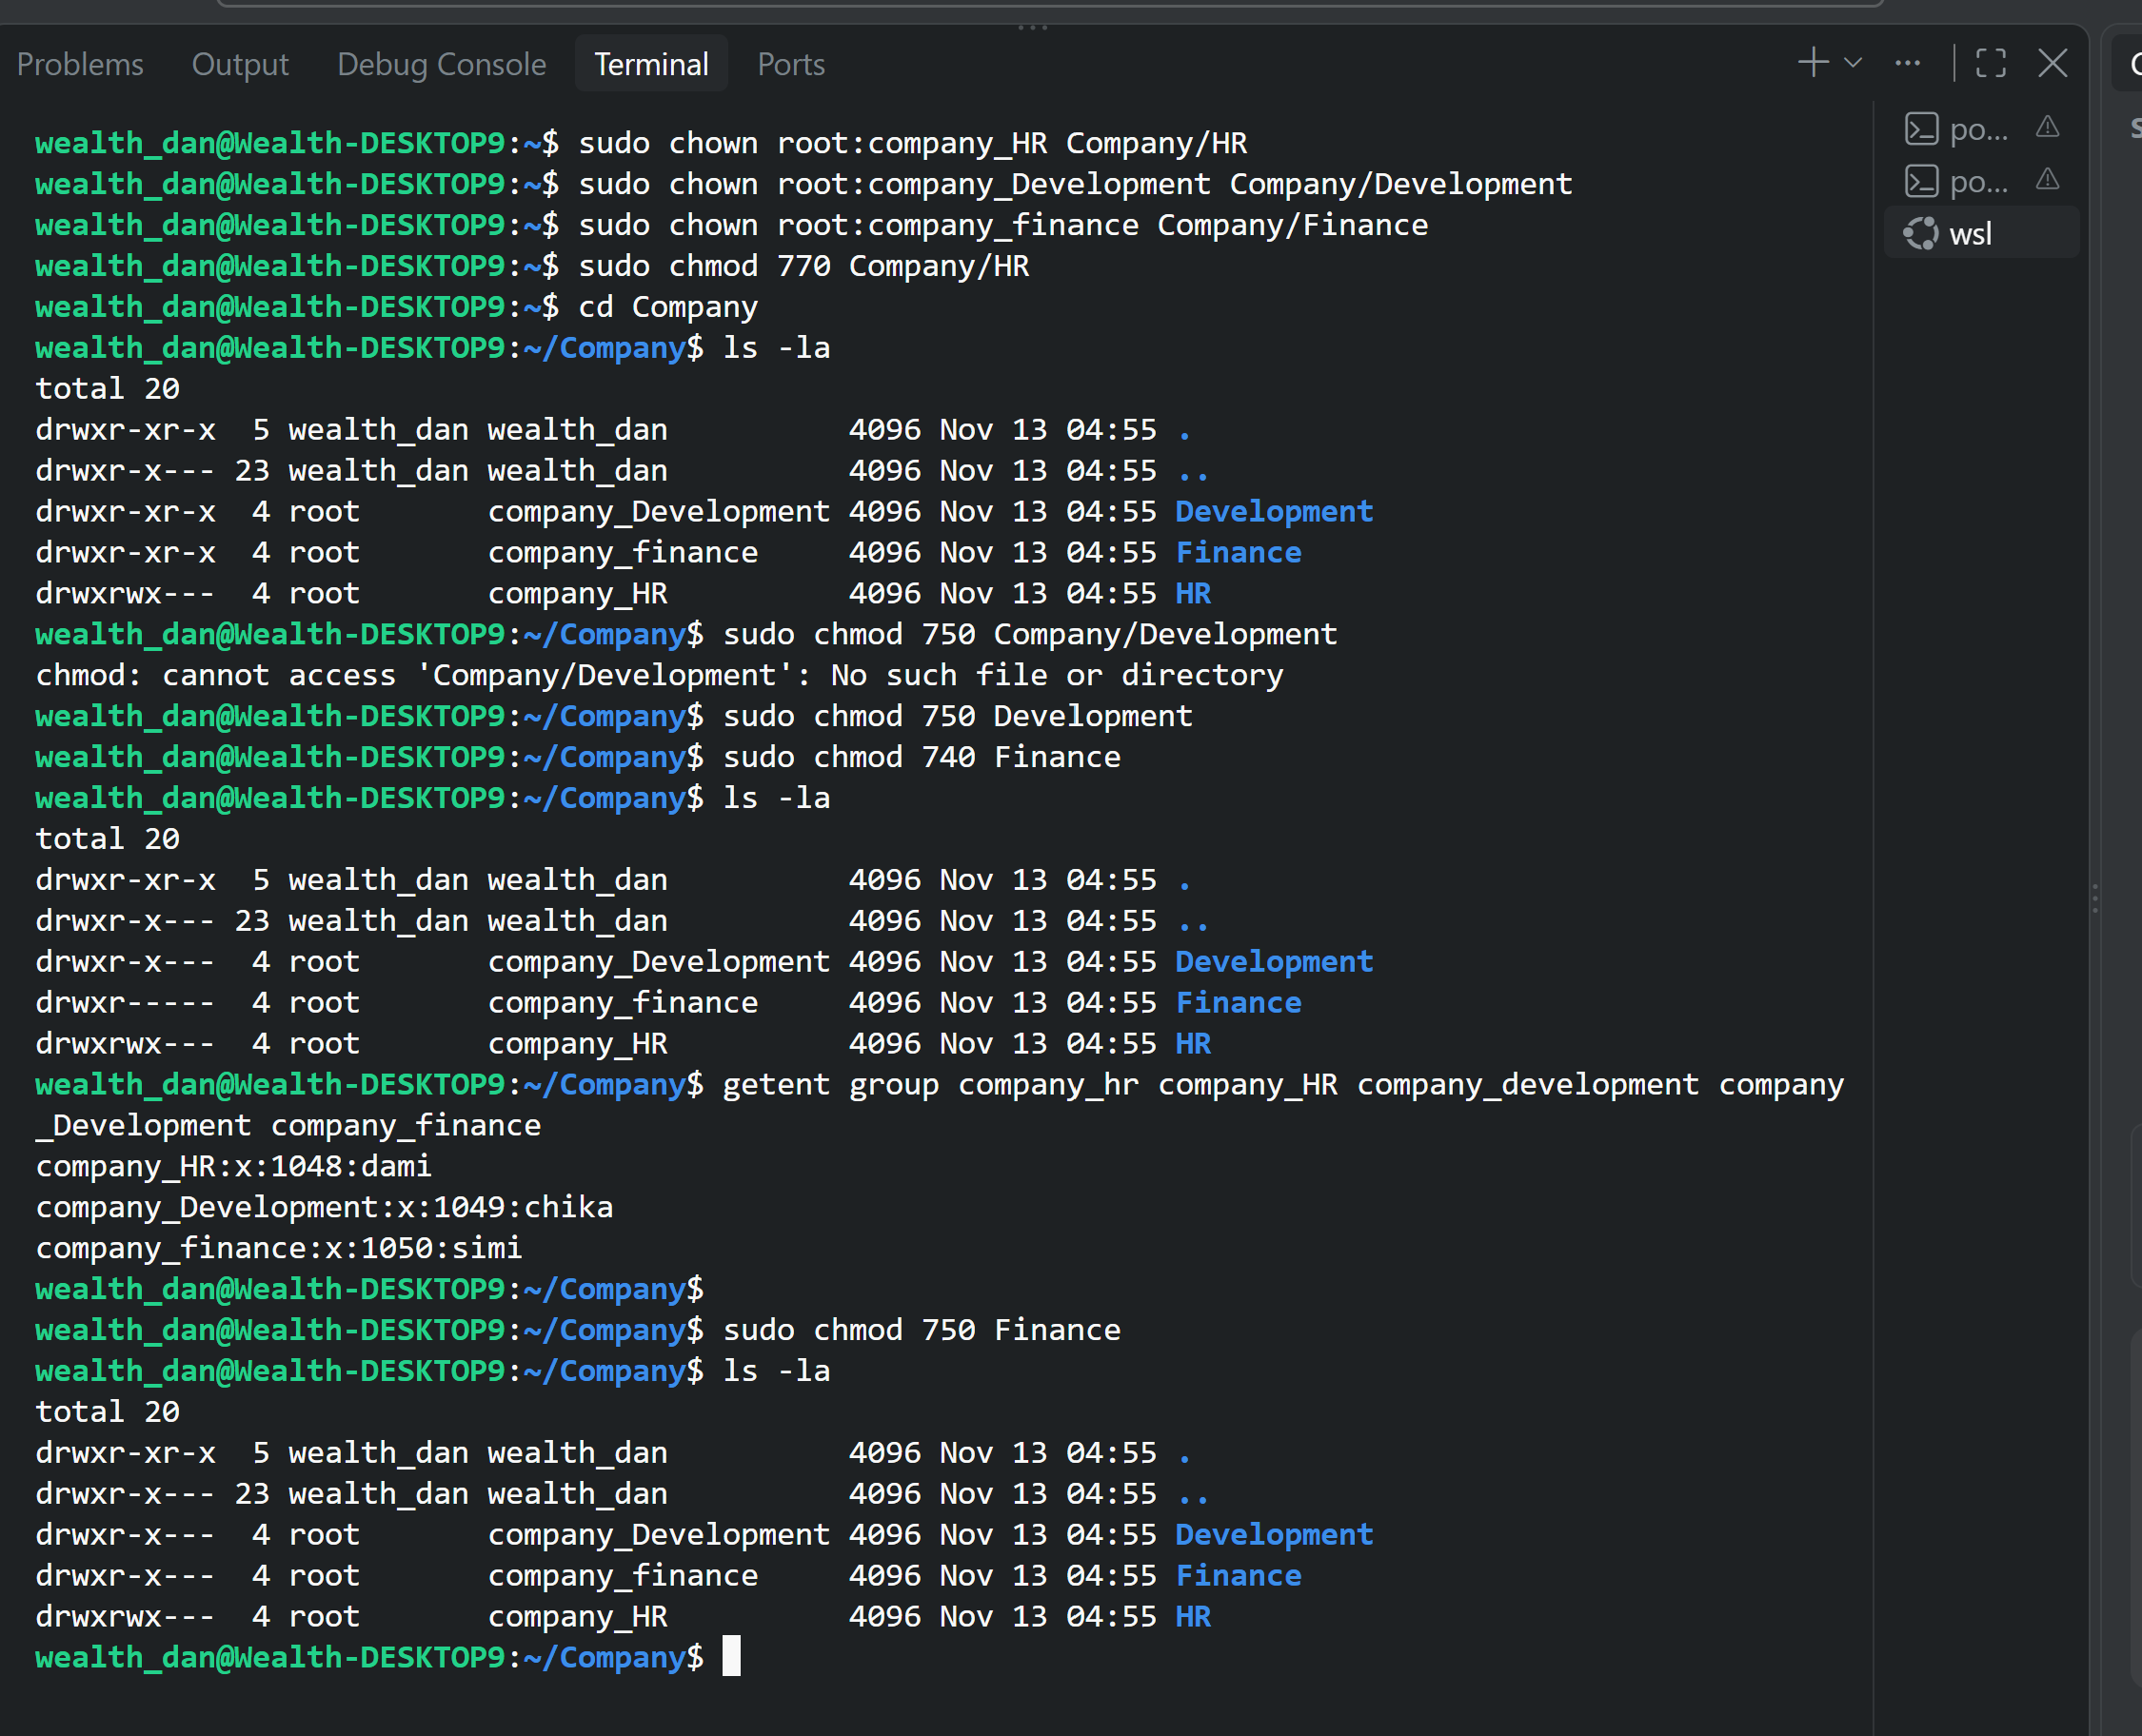 Problems Output Debug Console Terminal Ports
po...
po...
wsl
wealth_dan@Wealth-DESKTOP9:~$ sudo chown root:company_HR Company/HR
wealth_dan@Wealth-DESKTOP9:~$ sudo chown root:company_Development Company/Development
wealth_dan@Wealth-DESKTOP9:~$ sudo chown root:company_finance Company/Finance
wealth_dan@Wealth-DESKTOP9:~$ sudo chmod 770 Company/HR
wealth_dan@Wealth-DESKTOP9:~$ cd Company
wealth_dan@Wealth-DESKTOP9:~/Company$ ls -la
total 20
drwxr-xr-x  5 wealth_dan wealth_dan          4096 Nov 13 04:55 .
drwxr-x--- 23 wealth_dan wealth_dan          4096 Nov 13 04:55 ..
drwxr-xr-x  4 root       company_Development 4096 Nov 13 04:55 Development
drwxr-xr-x  4 root       company_finance     4096 Nov 13 04:55 Finance
drwxrwx---  4 root       company_HR          4096 Nov 13 04:55 HR
wealth_dan@Wealth-DESKTOP9:~/Company$ sudo chmod 750 Company/Development
chmod: cannot access 'Company/Development': No such file or directory
wealth_dan@Wealth-DESKTOP9:~/Company$ sudo chmod 750 Development
wealth_dan@Wealth-DESKTOP9:~/Company$ sudo chmod 740 Finance
wealth_dan@Wealth-DESKTOP9:~/Company$ ls -la
total 20
drwxr-xr-x  5 wealth_dan wealth_dan          4096 Nov 13 04:55 .
drwxr-x--- 23 wealth_dan wealth_dan          4096 Nov 13 04:55 ..
drwxr-x---  4 root       company_Development 4096 Nov 13 04:55 Development
drwxr-----  4 root       company_finance     4096 Nov 13 04:55 Finance
drwxrwx---  4 root       company_HR          4096 Nov 13 04:55 HR
wealth_dan@Wealth-DESKTOP9:~/Company$ getent group company_hr company_HR company_development company
_Development company_finance
company_HR:x:1048:dami
company_Development:x:1049:chika
company_finance:x:1050:simi
wealth_dan@Wealth-DESKTOP9:~/Company$
wealth_dan@Wealth-DESKTOP9:~/Company$ sudo chmod 750 Finance
wealth_dan@Wealth-DESKTOP9:~/Company$ ls -la
total 20
drwxr-xr-x  5 wealth_dan wealth_dan          4096 Nov 13 04:55 .
drwxr-x--- 23 wealth_dan wealth_dan          4096 Nov 13 04:55 ..
drwxr-x---  4 root       company_Development 4096 Nov 13 04:55 Development
drwxr-x---  4 root       company_finance     4096 Nov 13 04:55 Finance
drwxrwx---  4 root       company_HR          4096 Nov 13 04:55 HR
wealth_dan@Wealth-DESKTOP9:~/Company$